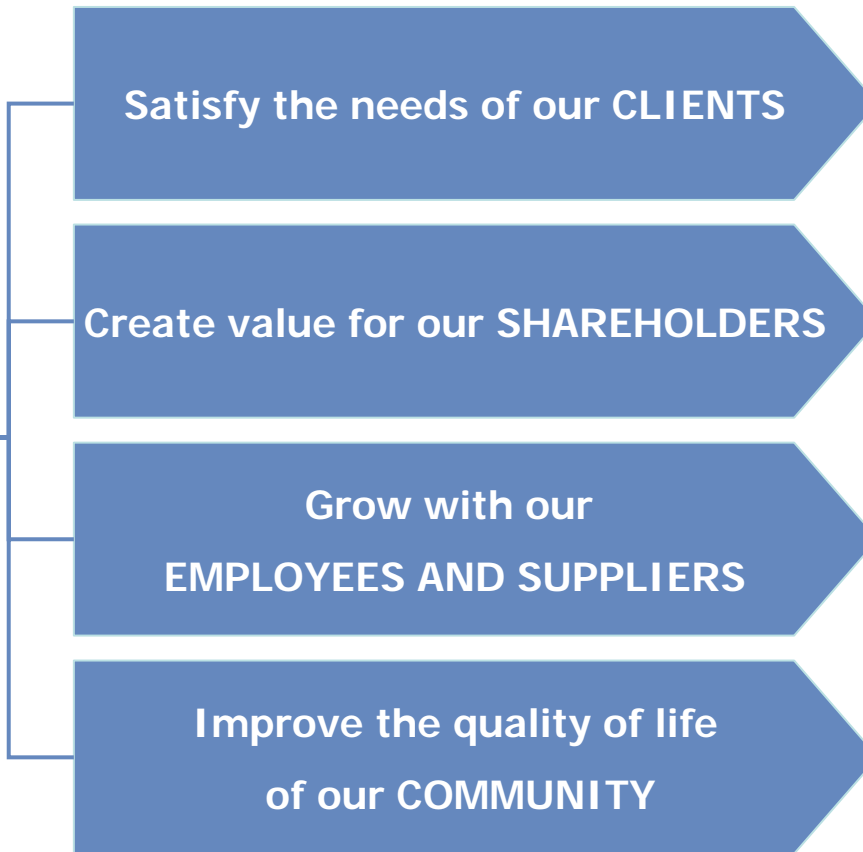 Satisfy the needs of our CLIENTS
Create value for our SHAREHOLDERS
Grow with our
EMPLOYEES AND SUPPLIERS
Improve the quality of life
of our COMMUNITY